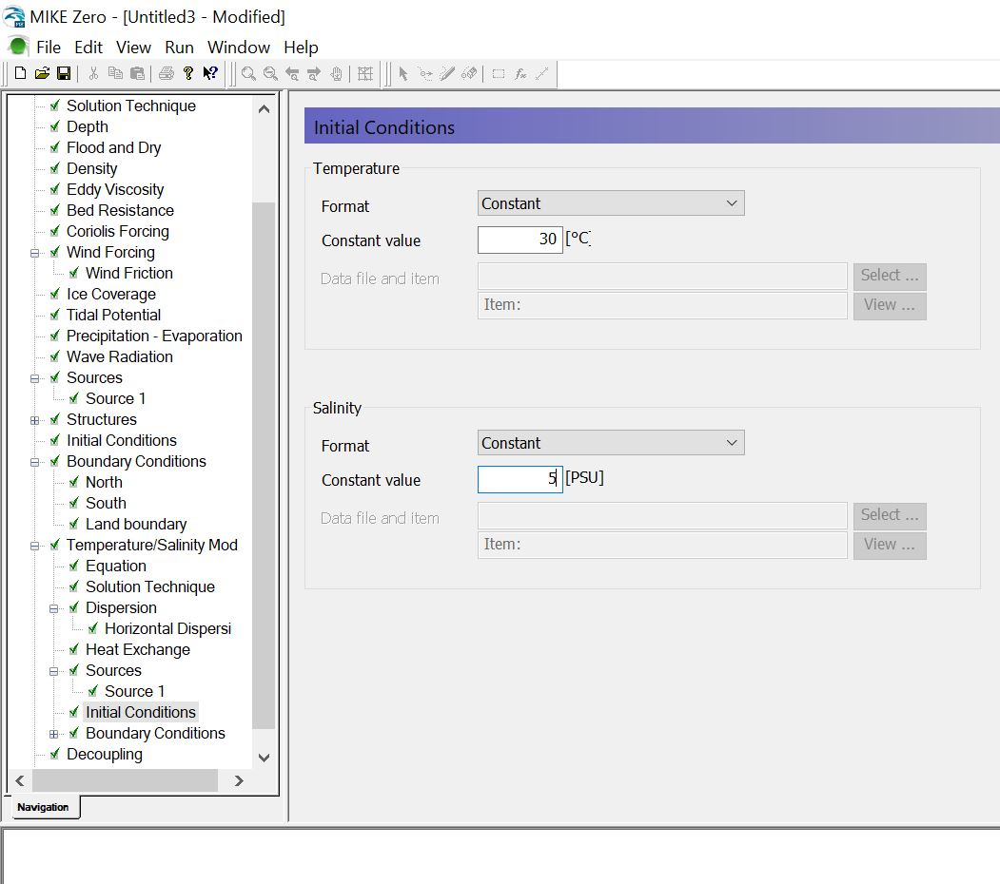 MIKE Zero - [Untitled3 - Modified]
File Edit View Run Window Help
Solution Technique
Depth
Flood and Dry
Density
Eddy Viscosity
Bed Resistance
Coriolis Forcing
Wind Forcing
Wind Friction
Ice Coverage
Tidal Potential
Precipitation - Evaporation
Wave Radiation
Sources
Source 1
Structures
Initial Conditions
Boundary Conditions
North
South
Land boundary
Temperature/Salinity Mod
Equation
Solution Technique
Dispersion
Horizontal Dispersi
Heat Exchange
Sources
Source 1
Initial Conditions
Boundary Conditions
Decoupling
Navigation
Initial Conditions
Temperature
Format Constant
Constant value 30 [°C]
Data file and item Select ...
Item: View ...
Salinity
Format Constant
Constant value 5 [PSU]
Data file and item Select ...
Item: View ...